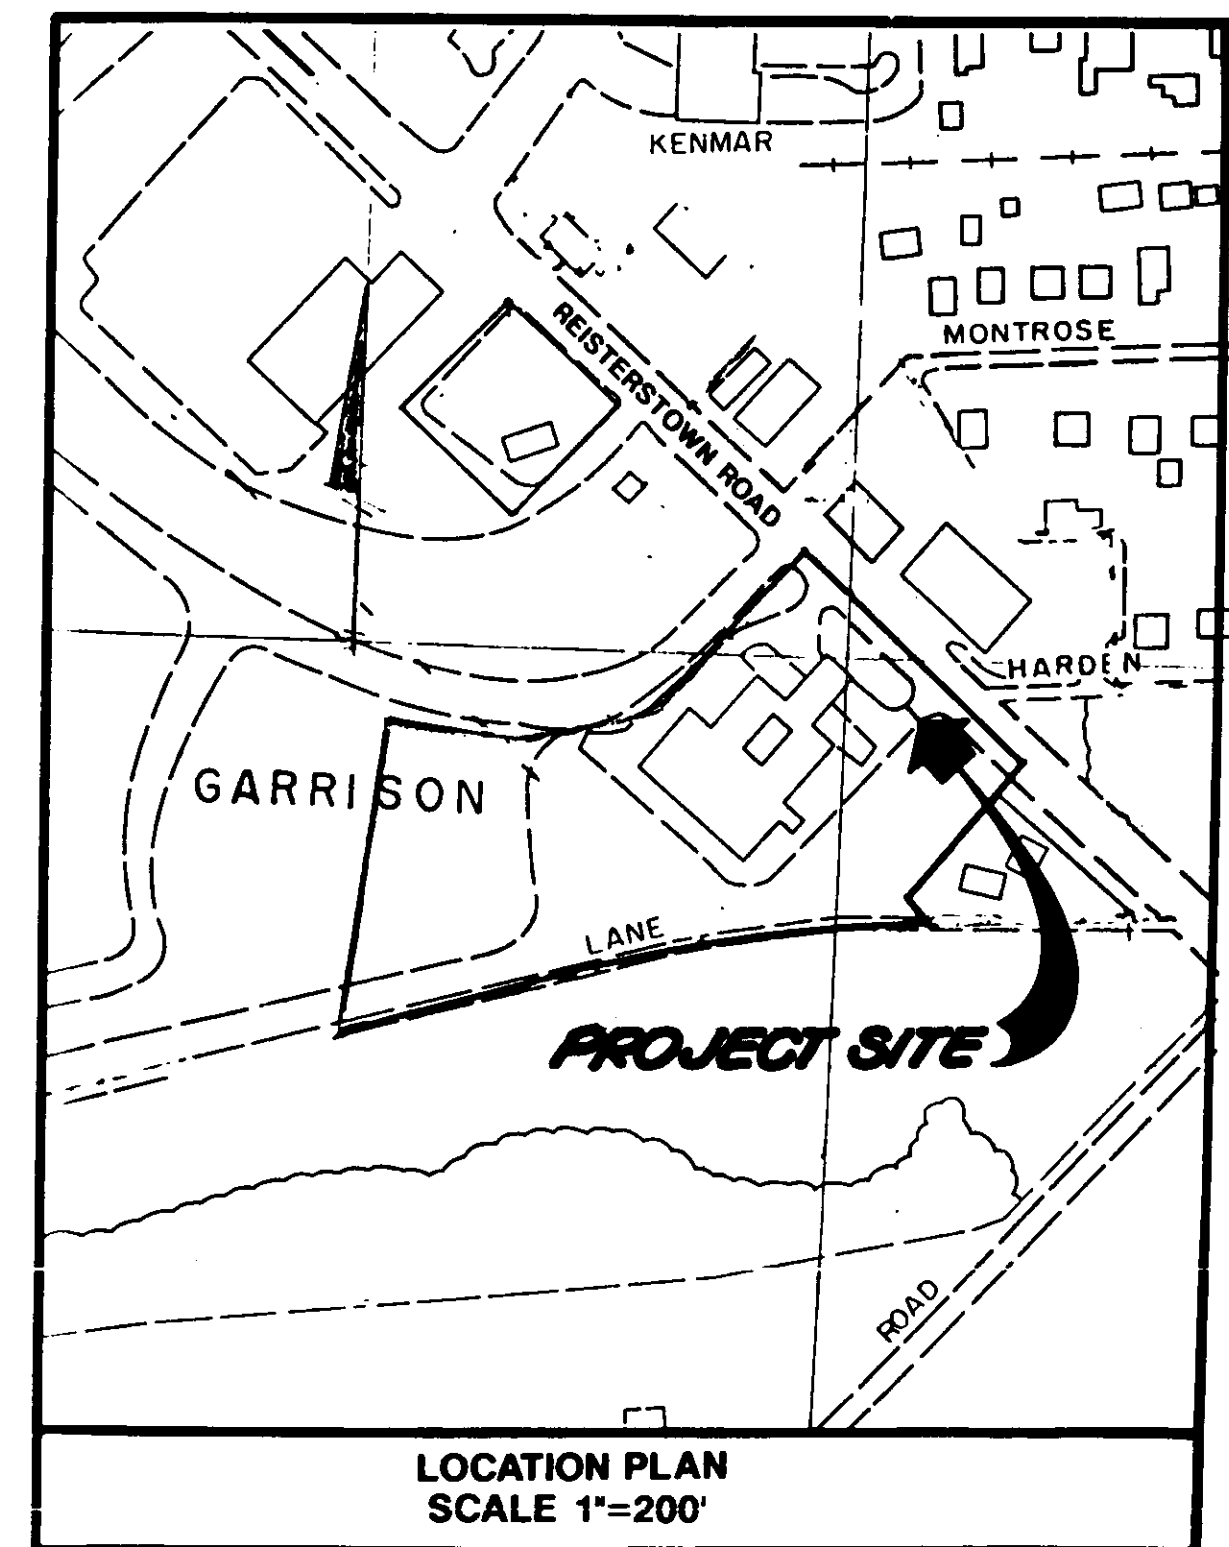 KENMAR
REISTERSTOWN ROAD
MONTROSE
HARDEN
GARRISON
LANE
PROJECT SITE
ROAD
LOCATION PLAN
SCALE 1"=200'